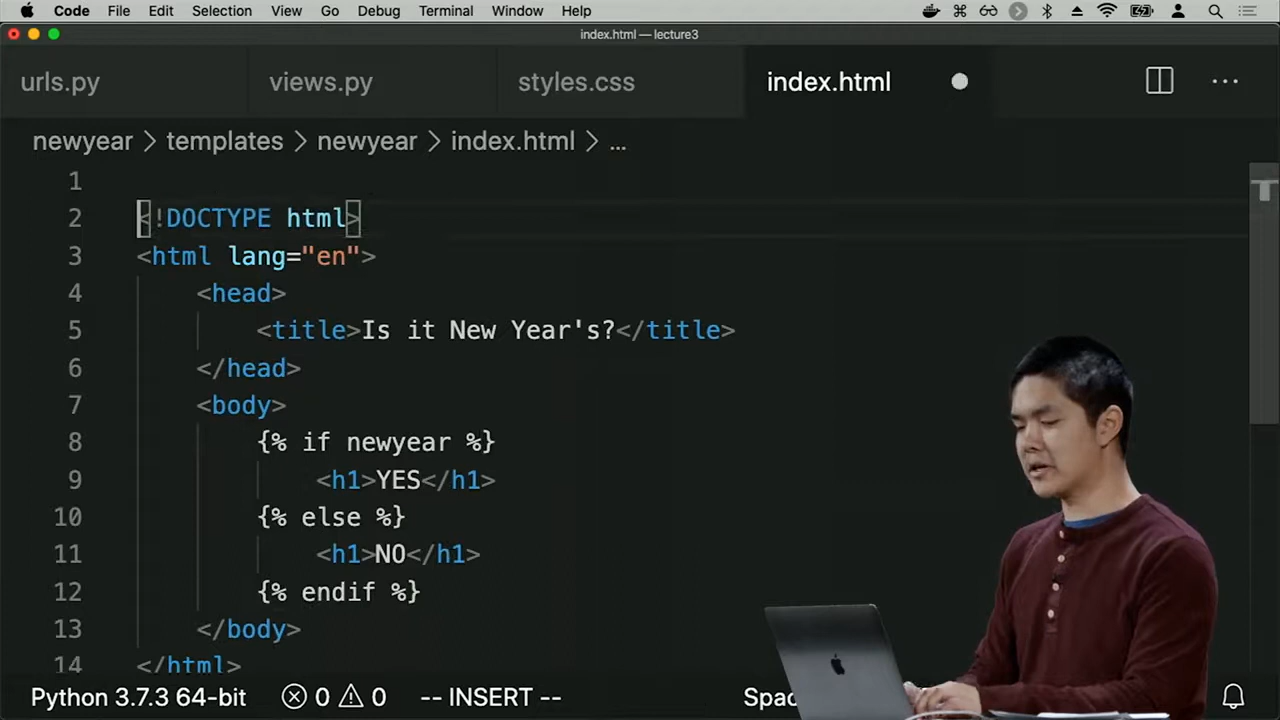 Code File Edit Selection View Go Debug Terminal Window Help
index.html — lecture3
urls.py views.py styles.css index.html
newyear > templates > newyear > index.html > ...
1
2 <!DOCTYPE html>
3 <html lang="en">
4 <head>
5 <title>Is it New Year's?</title>
6 </head>
7 <body>
8 {% if newyear %}
9 <h1>YES</h1>
10 {% else %}
11 <h1>NO</h1>
12 {% endif %}
13 </body>
14 </html>
Python 3.7.3 64-bit 0 0 -- INSERT -- Spac